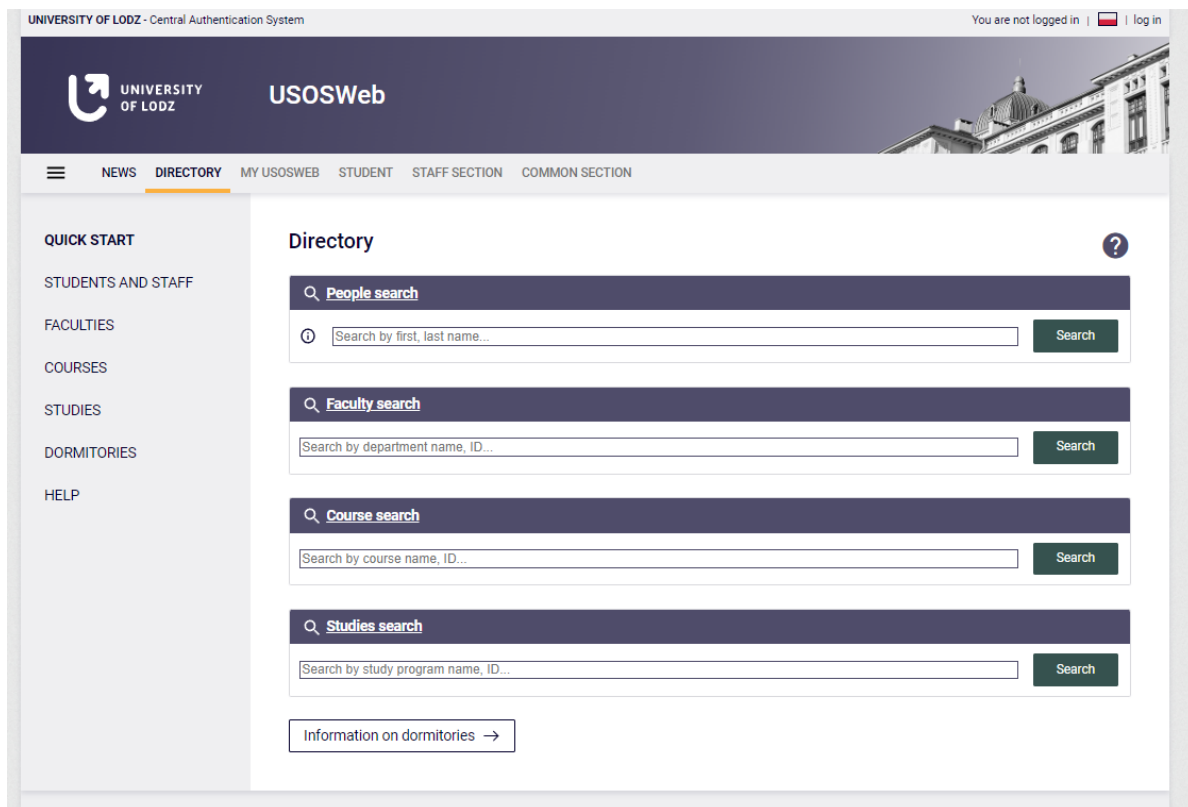 UNIVERSITY OF LODZ - Central Authentication System
You are not logged in | | log in
UNIVERSITY
OF LODZ
USOSWeb
NEWS DIRECTORY MY USOSWEB STUDENT STAFF SECTION COMMON SECTION
QUICK START
STUDENTS AND STAFF
FACULTIES
COURSES
STUDIES
DORMITORIES
HELP
Directory
?
People search
Search by first, last name...
Search
Faculty search
Search by department name, ID...
Search
Course search
Search by course name, ID...
Search
Studies search
Search by study program name, ID...
Search
Information on dormitories →